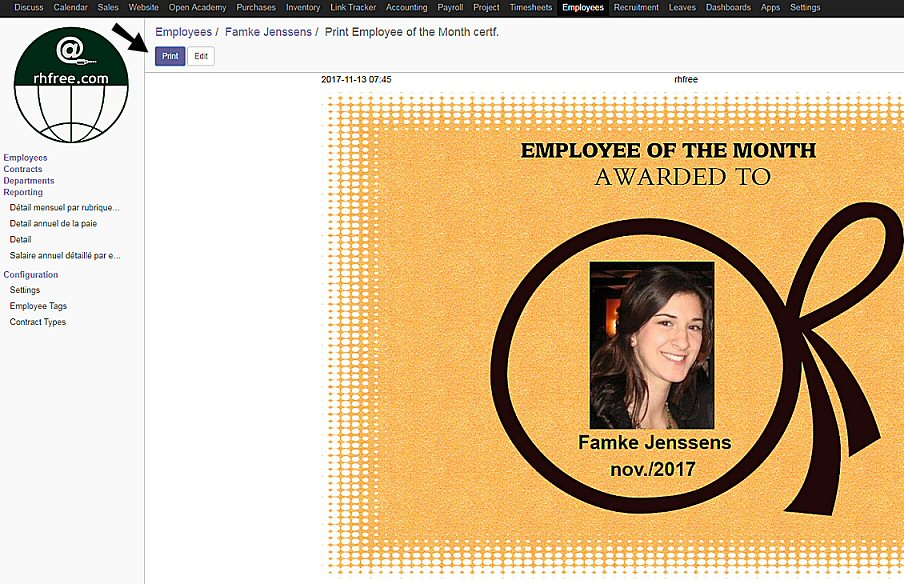 Discuss Calendar Sales Website Open Academy Purchases Inventory Link Tracker Accounting Payroll Project Timesheets Employees Recruitment Leaves Dashboards Apps Settings
@
rhfree.com
Employees / Famke Jenssens / Print Employee of the Month certf.
Print Edit
Employees
Contracts
Departments
Reporting
Détail mensuel par rubrique...
Détail annuel de la paie
Detail
Salaire annuel détaillé par e...
Configuration
Settings
Employee Tags
Contract Types
2017-11-13 07:45 rhfree
EMPLOYEE OF THE MONTH
AWARDED TO
Famke Jenssens
nov./2017